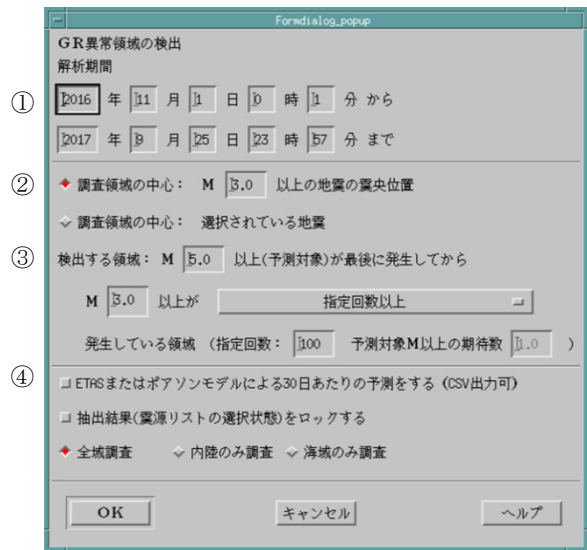 Formdialog_popup
GR異常領域の検出
解析期間
① 2016 年 11 月 1 日 0 時 1 分 から
2017 年 9 月 25 日 23 時 57 分 まで
② 調査領域の中心: M 3.0 以上の地震の震央位置
調査領域の中心: 選択されている地震
③ 検出する領域: M 5.0 以上(予測対象)が最後に発生してから
M 3.0 以上が 指定回数以上
発生している領域 (指定回数: 100 予測対象M以上の期待数 1.0 )
④ ETASまたはポアソンモデルによる30日あたりの予測をする (CSV出力可)
抽出結果(震源リストの選択状態)をロックする
全域調査 内陸のみ調査 海域のみ調査
OK キャンセル ヘルプ